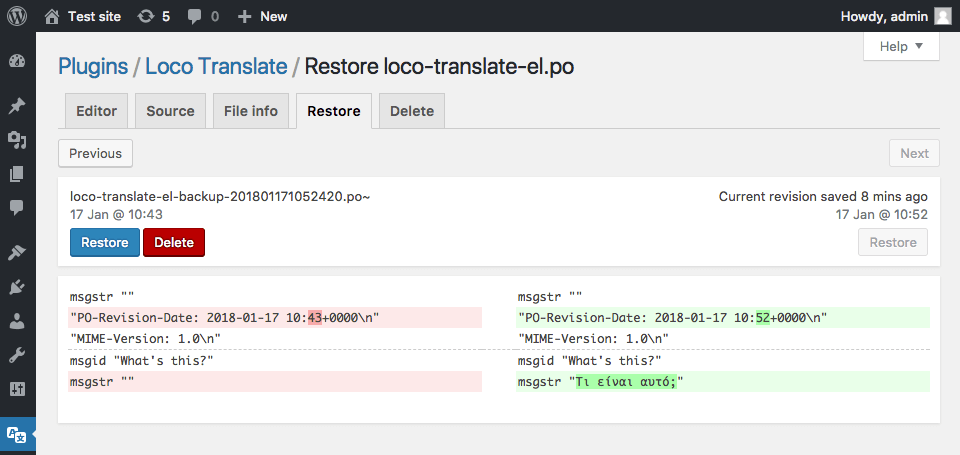 Test site 5 0 New Howdy, admin
Help
Plugins / Loco Translate / Restore loco-translate-el.po
Editor Source File info Restore Delete
Previous Next
loco-translate-el-backup-201801171052420.po~ Current revision saved 8 mins ago
17 Jan @ 10:43 17 Jan @ 10:52
Restore Delete Restore
msgstr "" msgstr ""
"PO-Revision-Date: 2018-01-17 10:43+0000\n" "PO-Revision-Date: 2018-01-17 10:52+0000\n"
"MIME-Version: 1.0\n" "MIME-Version: 1.0\n"
msgid "What's this?" msgid "What's this?"
msgstr "" msgstr "Τι είναι αυτό;"